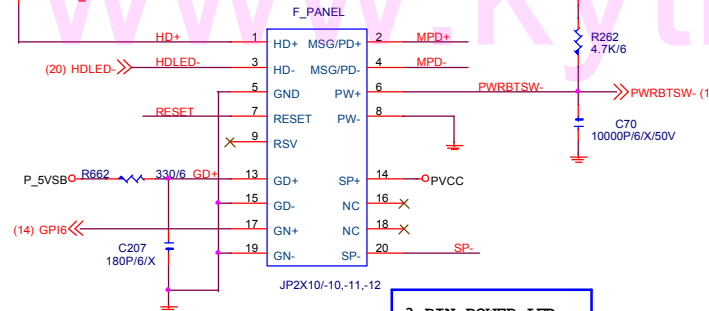 www.Kyt
F_PANEL
HD+ 1 HD+ MSG/PD+ 2 MPD+
R262
4.7K/6
(20) HDLED- HDLED- 3 HD- MSG/PD- 4 MPD-
5 GND PW+ 6 PWRBTSW- PWRBTSW- (1
RESET 7 RESET PW- 8
C70
10000P/6/X/50V
9 RSV
P_5VSB R662 330/6 GD+ 13 GD+ SP+ 14 PVCC
15 GD- NC 16
(14) GPI6 17 GN+ NC 18
C207
180P/6/X
19 GN- SP- 20 SP-
JP2X10/-10,-11,-12